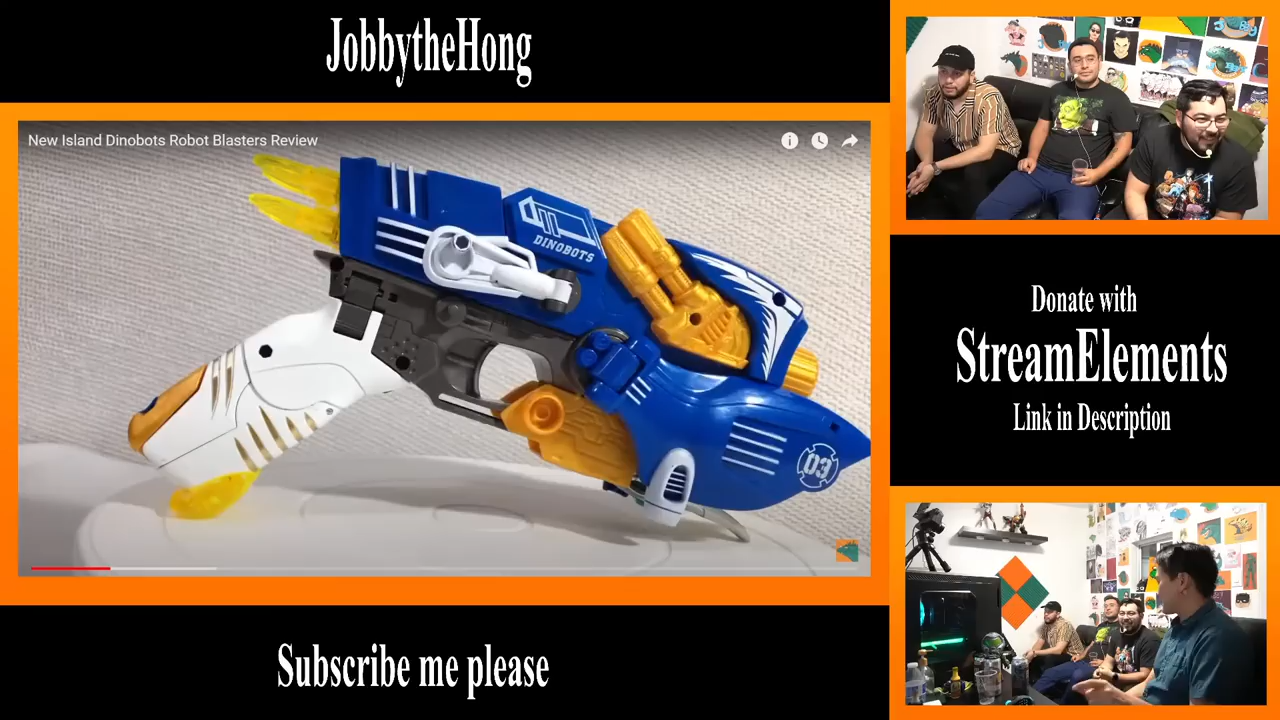 JobbytheHong
New Island Dinobots Robot Blasters Review
DINOBOTS
03
Donate with
StreamElements
Link in Description
Subscribe me please